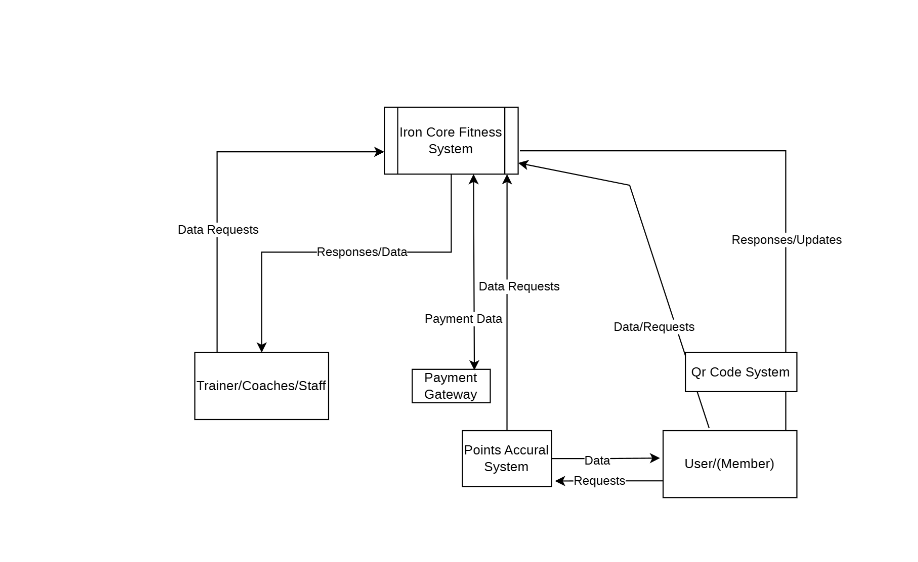 Iron Core Fitness
System
Data Requests
Responses/Updates
Responses/Data
Data Requests
Payment Data
Data/Requests
Qr Code System
Trainer/Coaches/Staff
Payment
Gateway
Points Accural
System
Data
User/(Member)
Requests